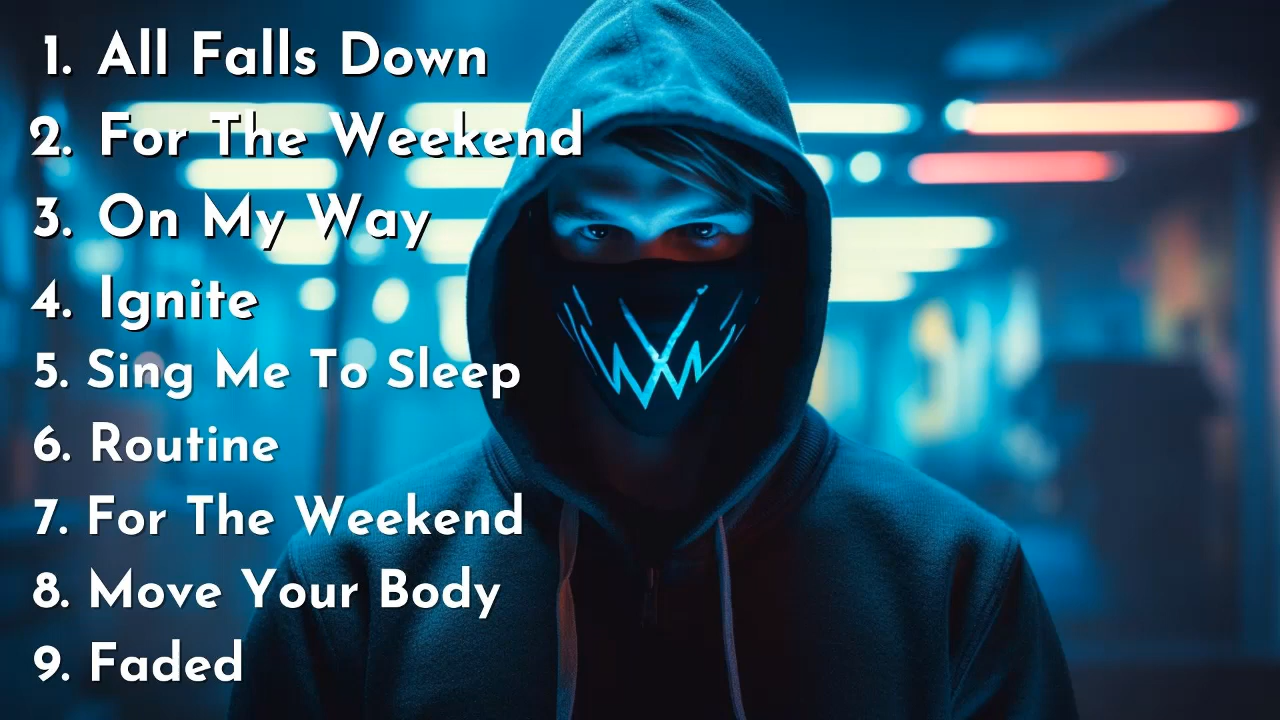 1. All Falls Down
2. For The Weekend
3. On My Way
4. Ignite
5. Sing Me To Sleep
6. Routine
7. For The Weekend
8. Move Your Body
9. Faded